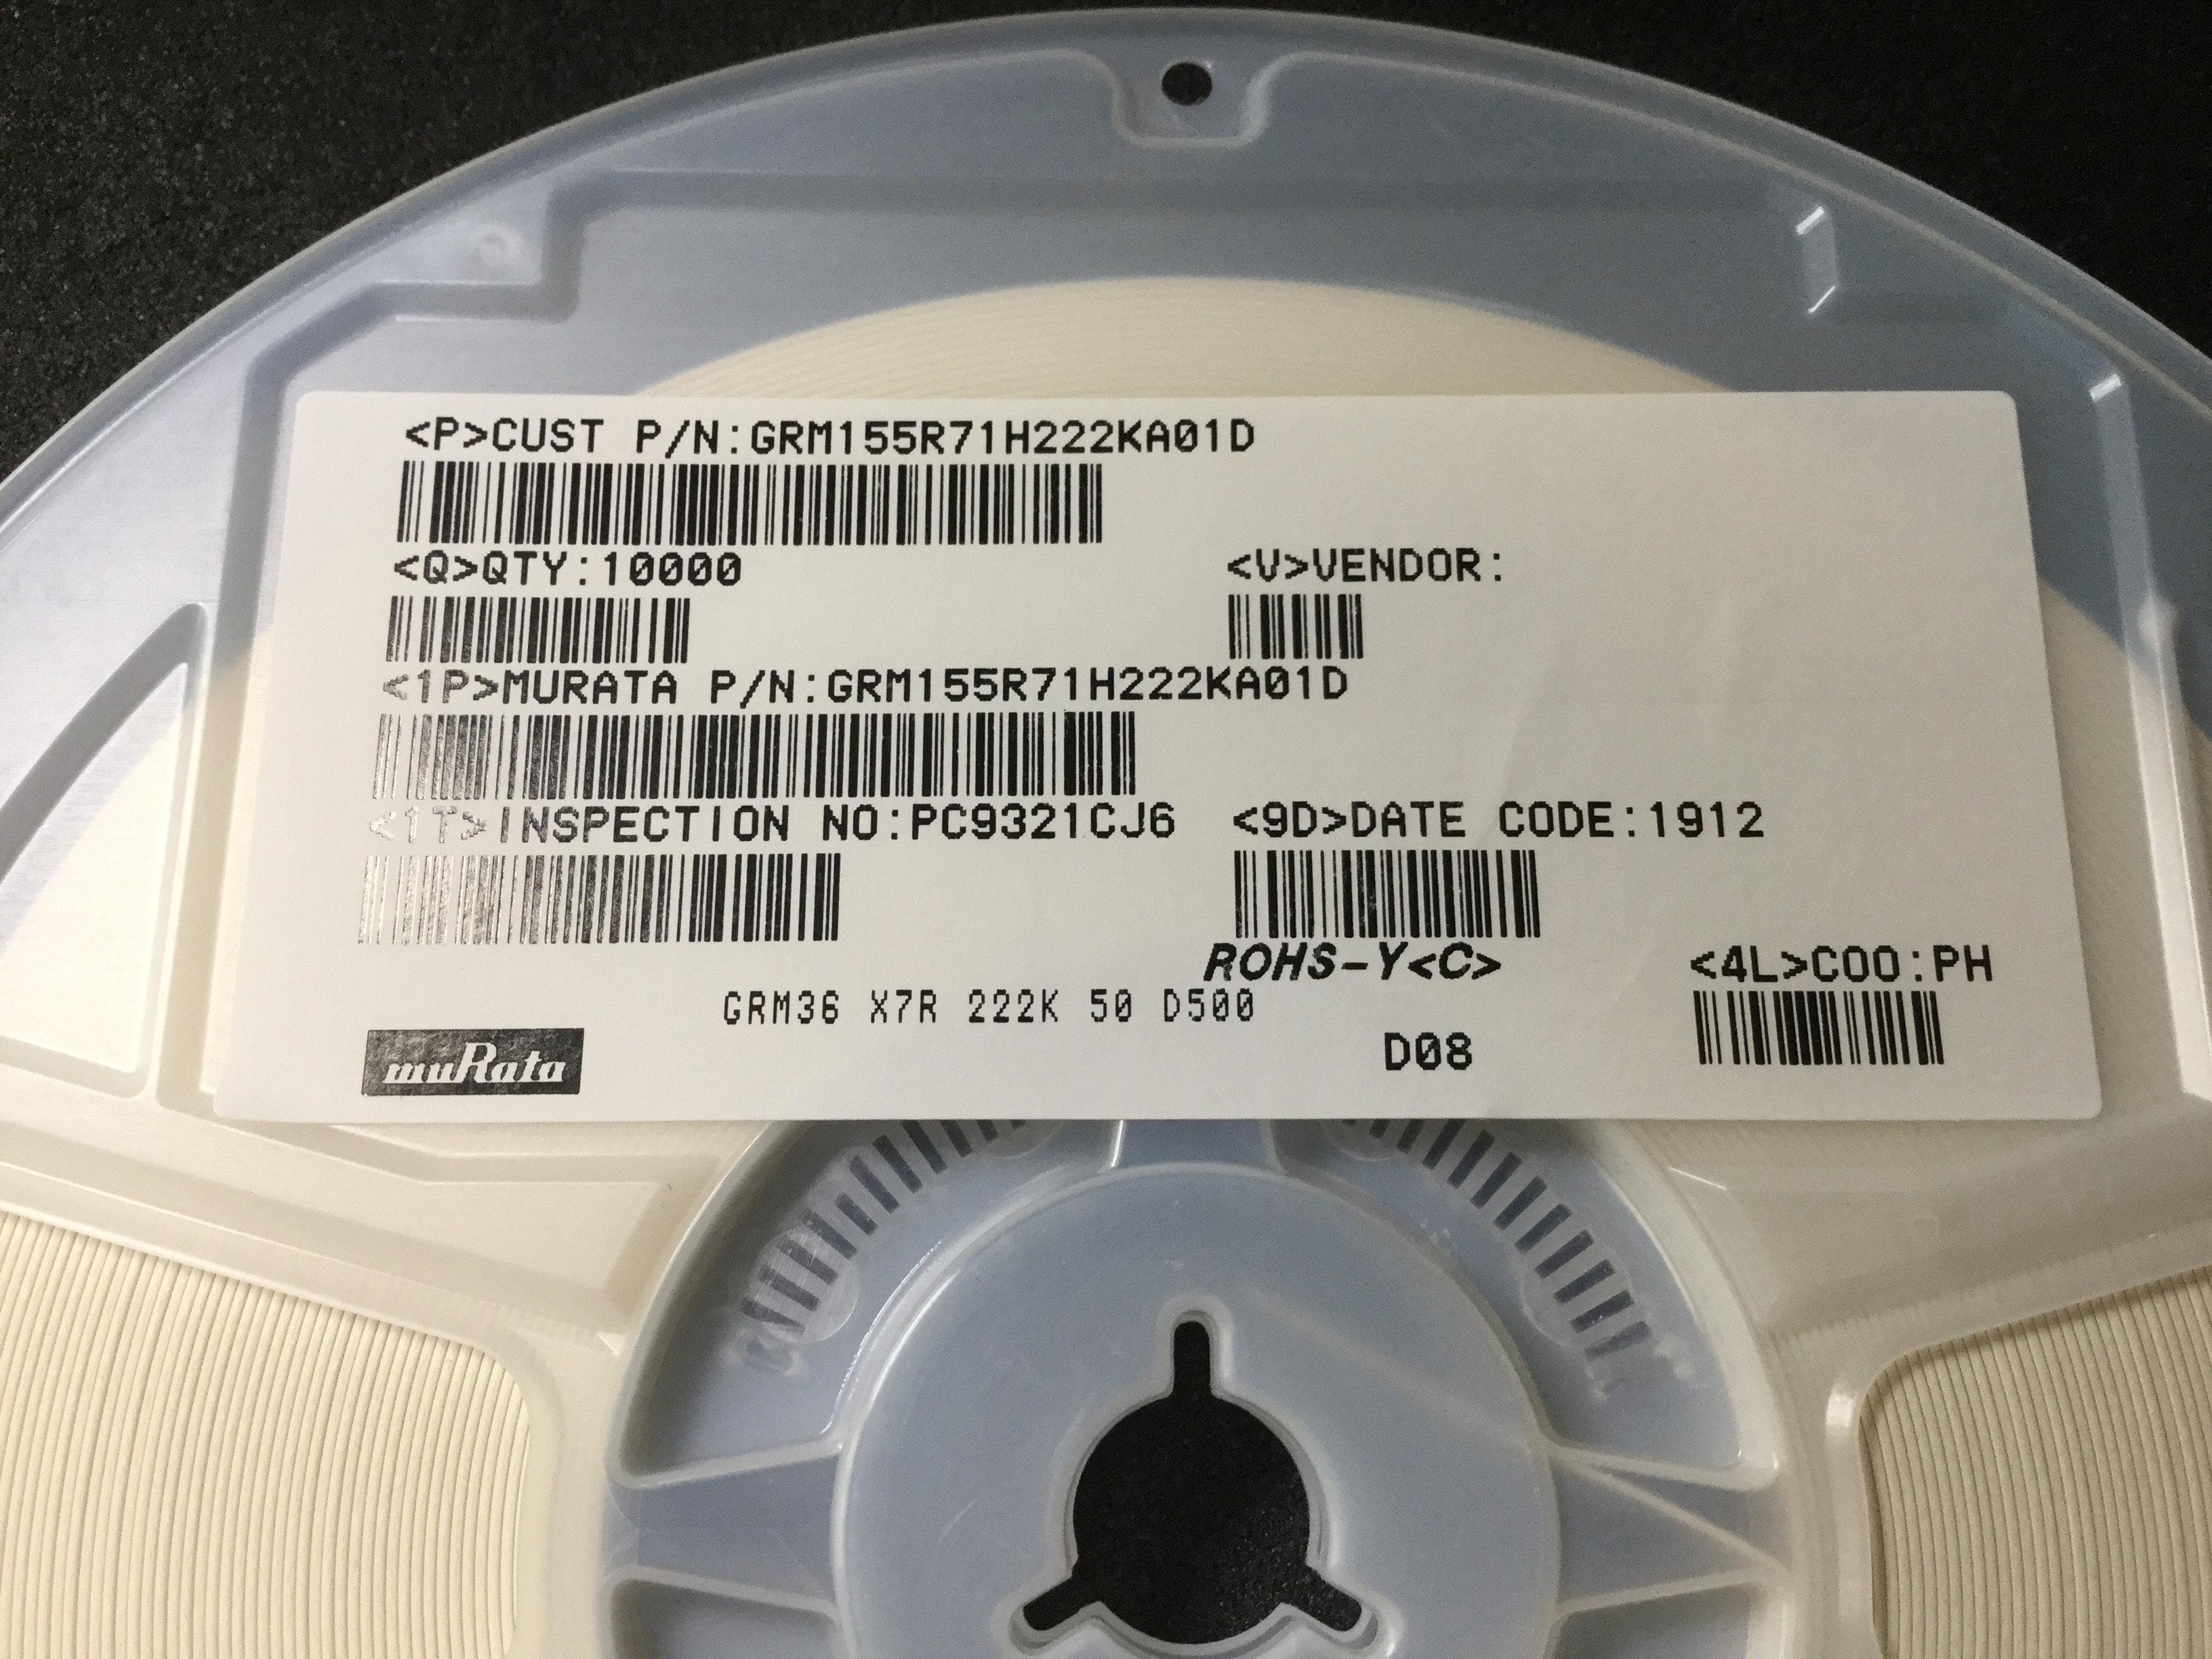 <P>CUST P/N:GRM155R71H222KA01D
<Q>QTY:10000 <V>VENDOR:
<1P>MURATA P/N:GRM155R71H222KA01D
<1T>INSPECTION NO:PC9321CJ6 <9D>DATE CODE:1912
ROHS-Y<C> <4L>COO:PH
GRM36 X7R 222K 50 D500
D08
muRata